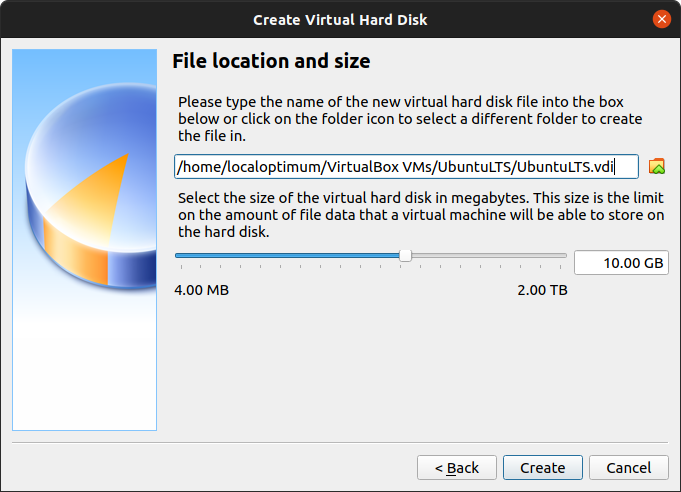 Create Virtual Hard Disk
File location and size
Please type the name of the new virtual hard disk file into the box
below or click on the folder icon to select a different folder to create
the file in.
/home/localoptimum/VirtualBox VMs/UbuntuLTS/UbuntuLTS.vdi
Select the size of the virtual hard disk in megabytes. This size is the limit
on the amount of file data that a virtual machine will be able to store on
the hard disk.
10.00 GB
4.00 MB 2.00 TB
< Back Create Cancel